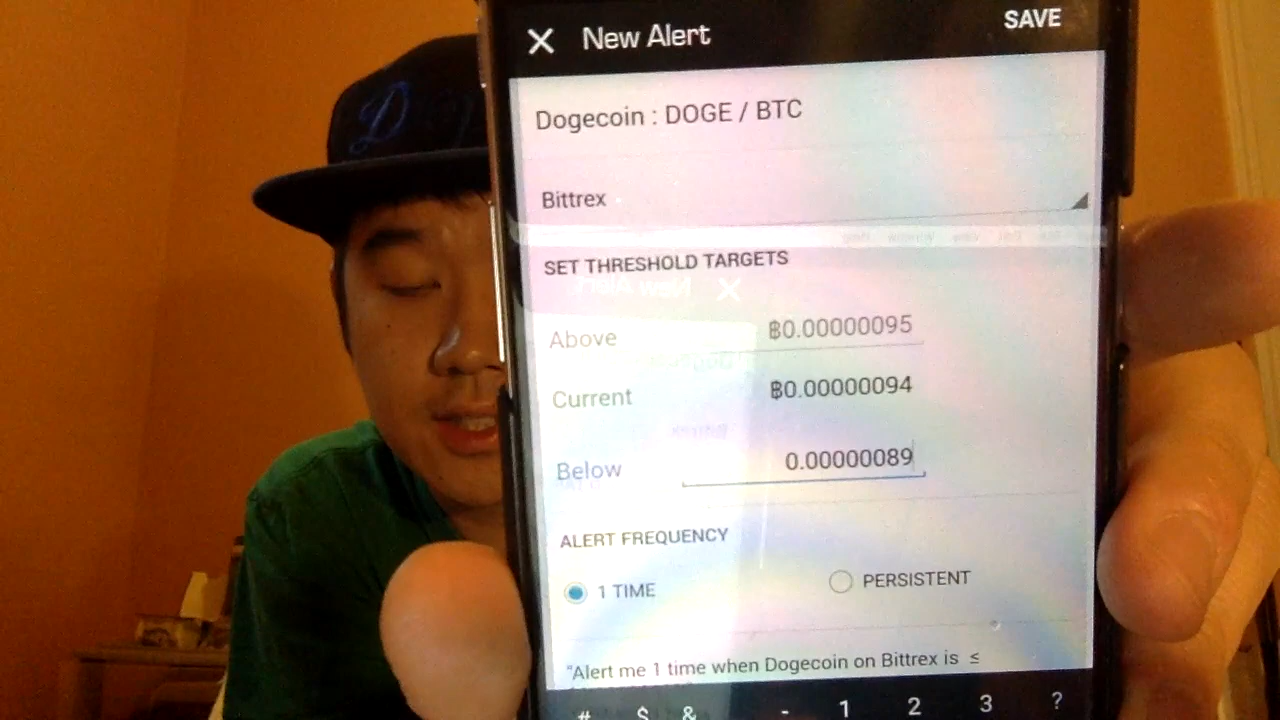 New Alert
SAVE
Dogecoin : DOGE / BTC
Bittrex
SET THRESHOLD TARGETS
Above ฿0.00000095
Current ฿0.00000094
Below 0.00000089
ALERT FREQUENCY
1 TIME PERSISTENT
"Alert me 1 time when Dogecoin on Bittrex is ≤
# $ & - 1 2 3 ?